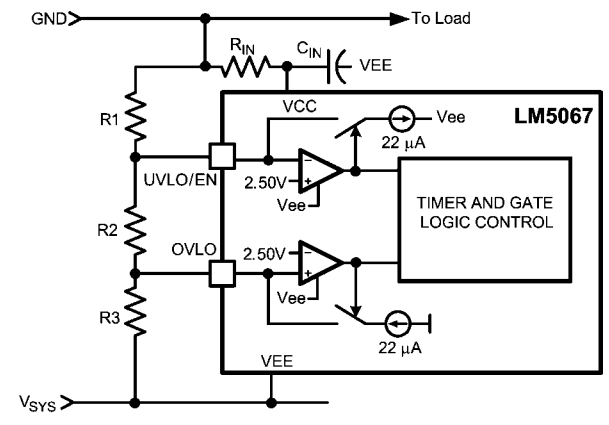 GND
To Load
RIN
CIN
VEE
VCC
LM5067
R1
Vee
22 μA
UVLO/EN
2.50V
Vee
TIMER AND GATE
LOGIC CONTROL
R2
OVLO
2.50V
Vee
R3
22 μA
VEE
VSYS